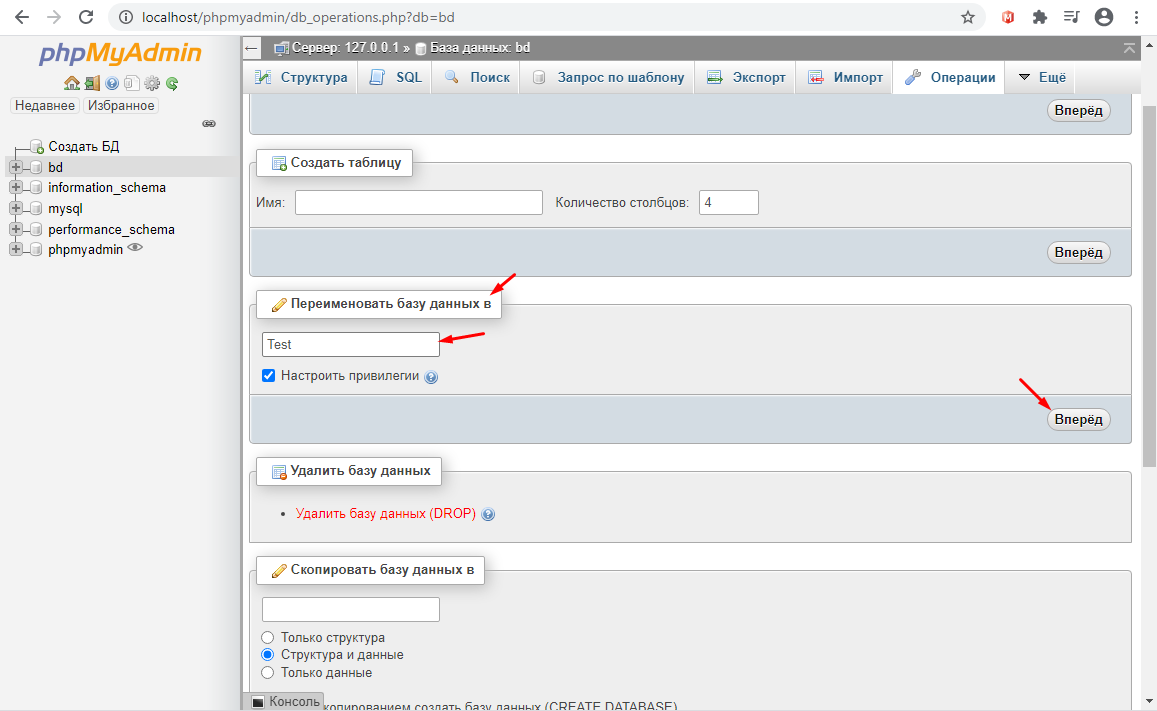 localhost/phpmyadmin/db_operations.php?db=bd
phpMyAdmin
Недавнее Избранное
Создать БД
bd
information_schema
mysql
performance_schema
phpmyadmin
Сервер: 127.0.0.1 » База данных: bd
Структура SQL Поиск Запрос по шаблону Экспорт Импорт Операции Ещё
Вперёд
Создать таблицу
Имя: Количество столбцов: 4
Вперёд
Переименовать базу данных в
Test
Настроить привилегии
Вперёд
Удалить базу данных
Удалить базу данных (DROP)
Скопировать базу данных в
Только структура
Структура и данные
Только данные
Консоль
копированием создать базу данных (CREATE DATABASE)